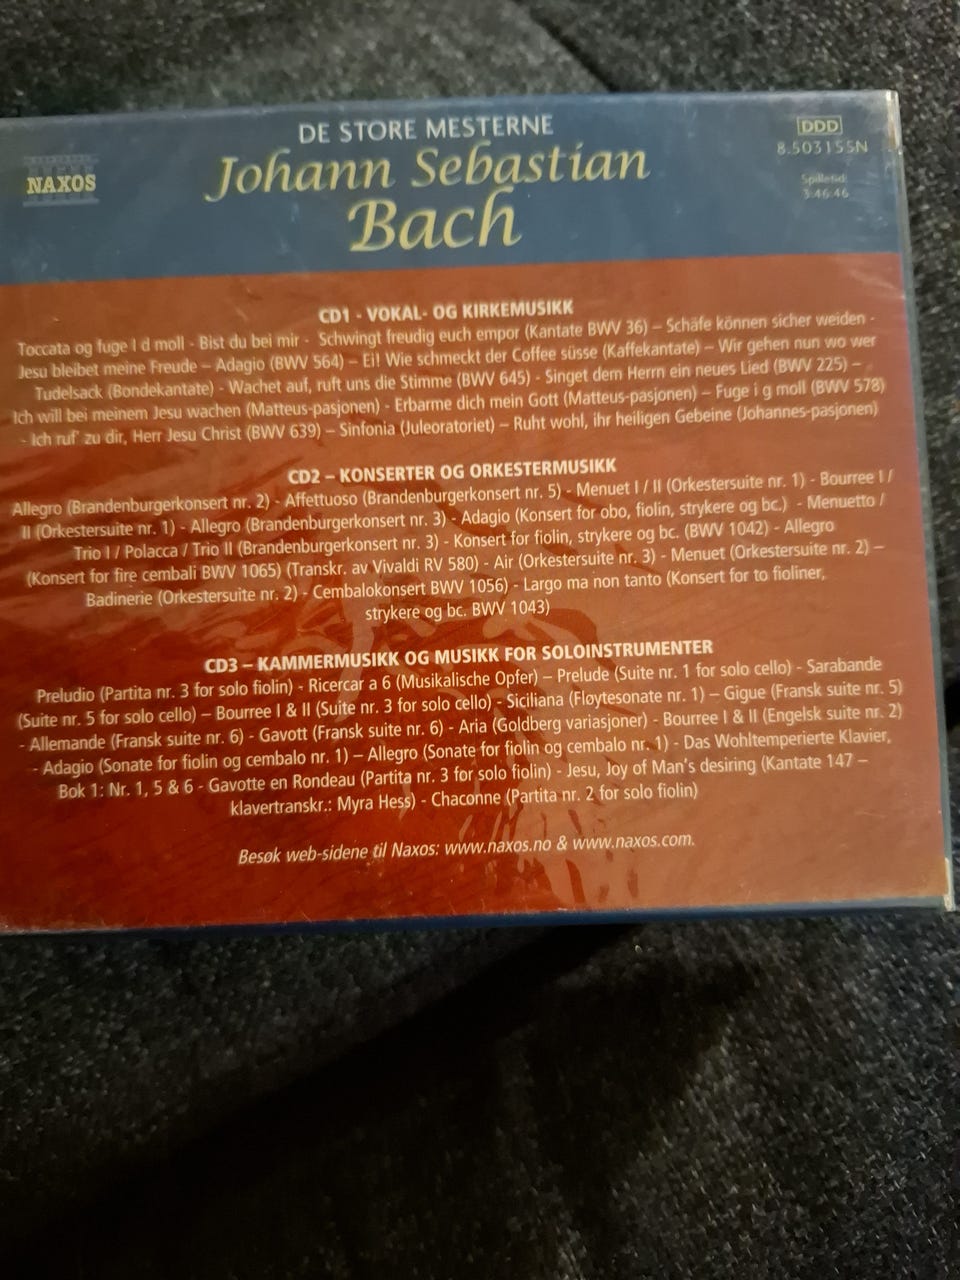 DE STORE MESTERNE
Johann Sebastian
Bach
NAXOS
DDD
8.503155N
Spilletid:
3:46:46
CD1 - VOKAL- OG KIRKEMUSIKK
Toccata og fuge I d moll - Bist du bei mir - Schwingt freudig euch empor (Kantate BWV 36) – Schäfe können sicher weiden -
Jesu bleibet meine Freude – Adagio (BWV 564) – Ei! Wie schmeckt der Coffee süsse (Kaffekantate) – Wir gehen nun wo wer
Tudelsack (Bondekantate) - Wachet auf, ruft uns die Stimme (BWV 645) - Singet dem Herrn ein neues Lied (BWV 225) –
Ich will bei meinem Jesu wachen (Matteus-pasjonen) - Erbarme dich mein Gott (Matteus-pasjonen) – Fuge i g moll (BWV 578)
- Ich ruf' zu dir, Herr Jesu Christ (BWV 639) – Sinfonia (Juleoratoriet) – Ruht wohl, ihr heiligen Gebeine (Johannes-pasjonen)
CD2 – KONSERTER OG ORKESTERMUSIKK
Allegro (Brandenburgerkonsert nr. 2) - Affettuoso (Brandenburgerkonsert nr. 5) - Menuet I / II (Orkestersuite nr. 1) - Bourree I /
II (Orkestersuite nr. 1) - Allegro (Brandenburgerkonsert nr. 3) - Adagio (Konsert for obo, fiolin, strykere og bc.) - Menuetto /
Trio I / Polacca / Trio II (Brandenburgerkonsert nr. 3) - Konsert for fiolin, strykere og bc. (BWV 1042) - Allegro
(Konsert for fire cembali BWV 1065) (Transkr. av Vivaldi RV 580) - Air (Orkestersuite nr. 3) - Menuet (Orkestersuite nr. 2) –
Badinerie (Orkestersuite nr. 2) - Cembalokonsert BWV 1056) - Largo ma non tanto (Konsert for to fioliner,
strykere og bc. BWV 1043)
CD3 – KAMMERMUSIKK OG MUSIKK FOR SOLOINSTRUMENTER
Preludio (Partita nr. 3 for solo fiolin) - Ricercar a 6 (Musikalische Opfer) – Prelude (Suite nr. 1 for solo cello) - Sarabande
(Suite nr. 5 for solo cello) – Bourree I & II (Suite nr. 3 for solo cello) - Siciliana (Fløytesonate nr. 1) – Gigue (Fransk suite nr. 5)
- Allemande (Fransk suite nr. 6) - Gavott (Fransk suite nr. 6) - Aria (Goldberg variasjoner) - Bourree I & II (Engelsk suite nr. 2)
- Adagio (Sonate for fiolin og cembalo nr. 1) – Allegro (Sonate for fiolin og cembalo nr. 1) - Das Wohltemperierte Klavier,
Bok 1: Nr. 1, 5 & 6 - Gavotte en Rondeau (Partita nr. 3 for solo fiolin) - Jesu, Joy of Man's desiring (Kantate 147 –
klavertranskr.: Myra Hess) - Chaconne (Partita nr. 2 for solo fiolin)
Besøk web-sidene til Naxos: www.naxos.no & www.naxos.com.